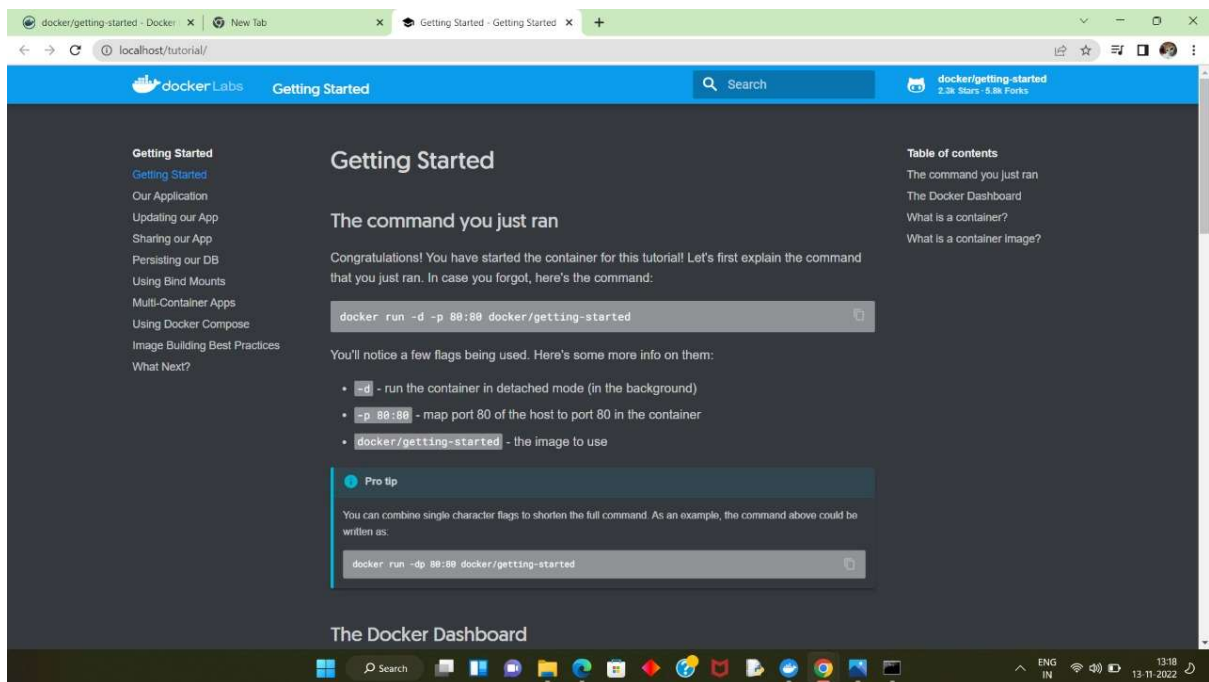 docker/getting-started - Docker
New Tab
Getting Started - Getting Started
localhost/tutorial/
dockerLabs
Getting Started
Search
docker/getting-started
2.3k Stars · 5.8k Forks
Getting Started
Getting Started
Our Application
Updating our App
Sharing our App
Persisting our DB
Using Bind Mounts
Multi-Container Apps
Using Docker Compose
Image Building Best Practices
What Next?
Getting Started
The command you just ran
Congratulations! You have started the container for this tutorial! Let's first explain the command
that you just ran. In case you forgot, here's the command:
docker run -d -p 80:80 docker/getting-started
You'll notice a few flags being used. Here's some more info on them:
• -d - run the container in detached mode (in the background)
• -p 80:80 - map port 80 of the host to port 80 in the container
• docker/getting-started - the image to use
Pro tip
You can combine single character flags to shorten the full command. As an example, the command above could be
written as:
docker run -dp 80:80 docker/getting-started
The Docker Dashboard
Table of contents
The command you just ran
The Docker Dashboard
What is a container?
What is a container image?
Search
ENG
IN
13:18
13-11-2022